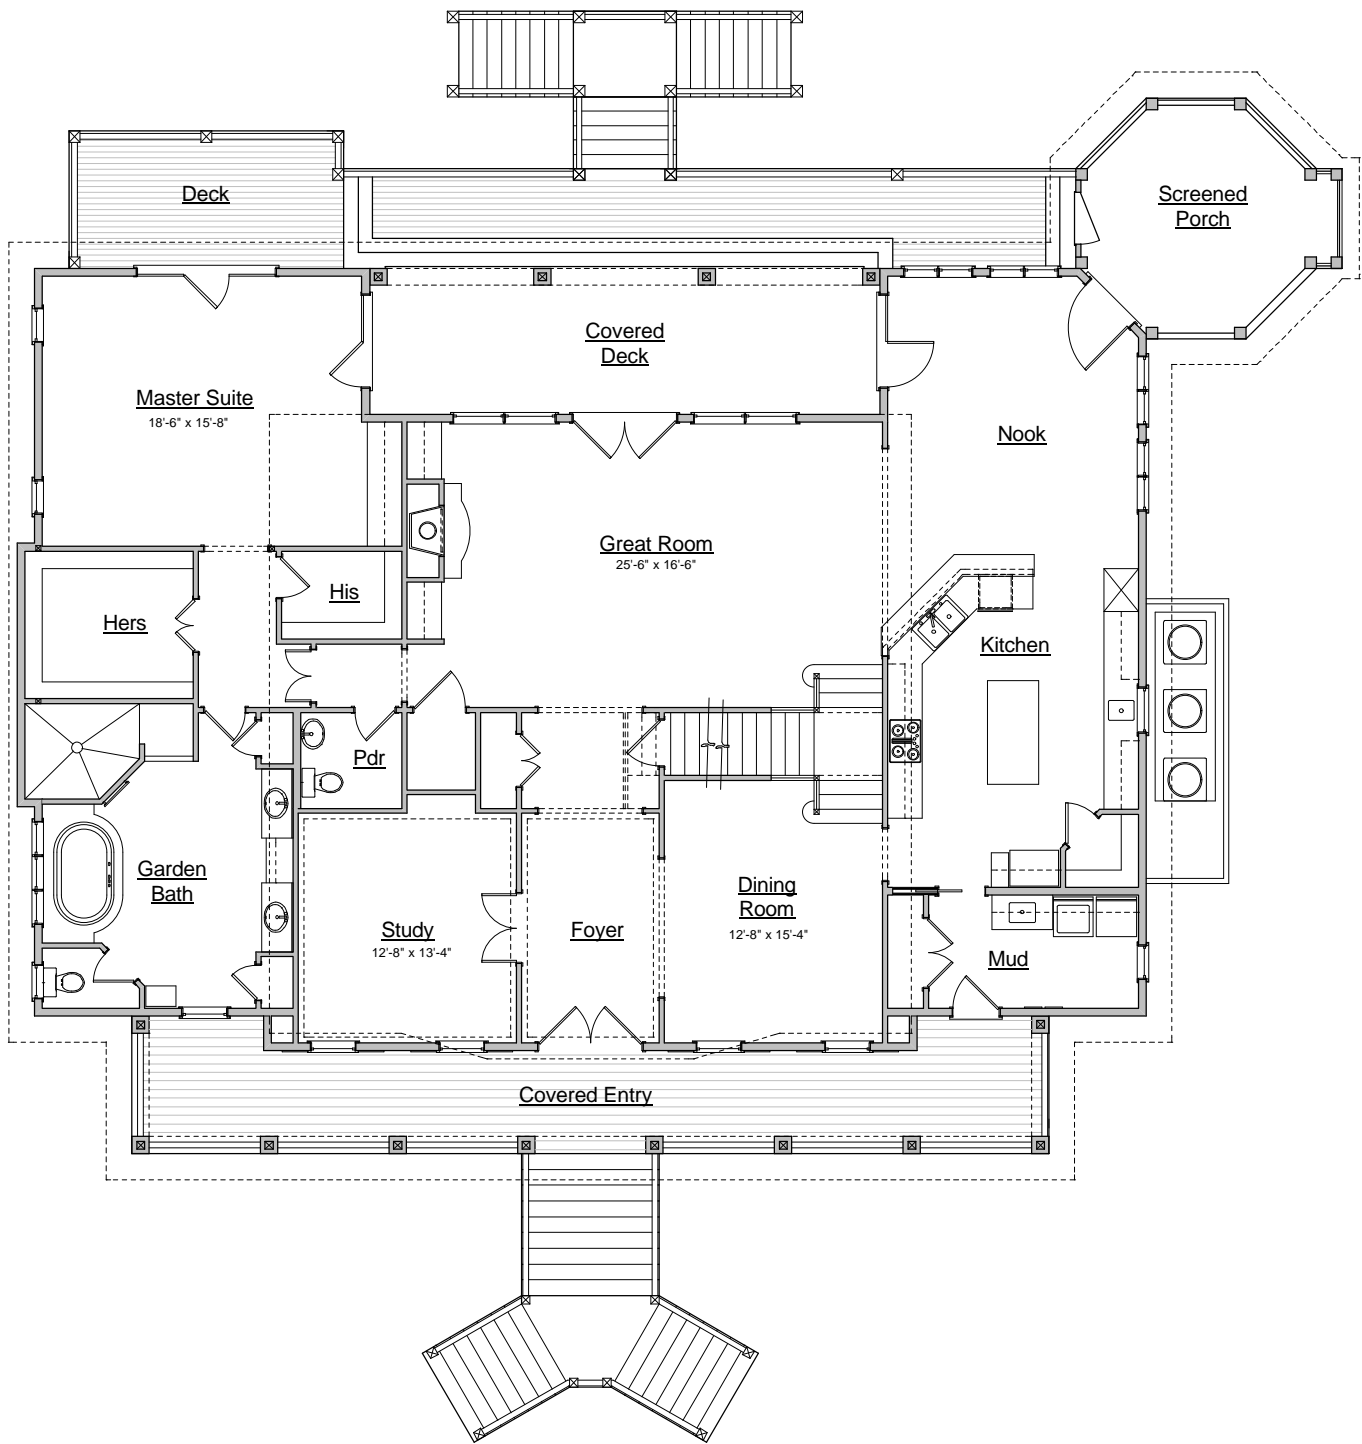 Deck
Screened
Porch
Covered
Deck
Master Suite
18'-6" x 15'-8"
Nook
Great Room
25'-6" x 16'-6"
His
Hers
Kitchen
Pdr
Garden
Bath
Study
12'-8" x 13'-4"
Foyer
Dining
Room
12'-8" x 15'-4"
Mud
Covered Entry